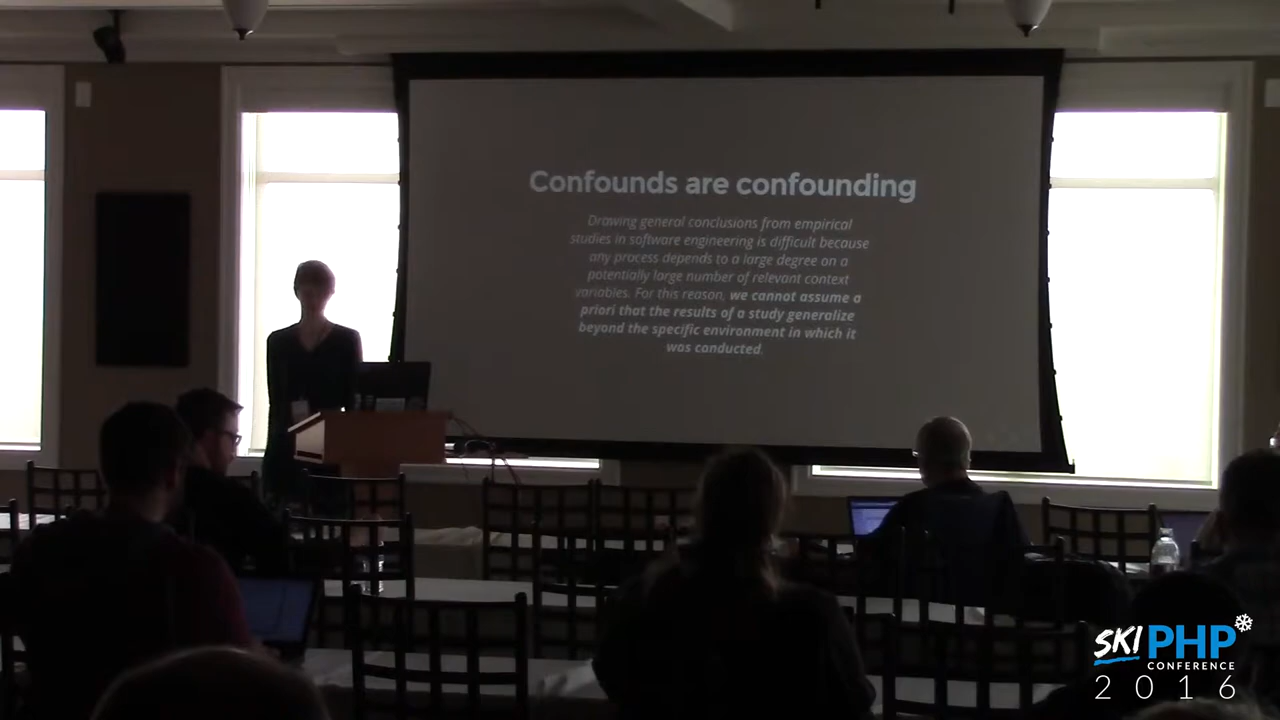 Confounds are confounding
Drawing general conclusions from empirical
studies in software engineering is difficult because
any process depends to a large degree on a
potentially large number of relevant context
variables. For this reason, we cannot assume a
priori that the results of a study generalize
beyond the specific environment in which it
was conducted.
SKI PHP
CONFERENCE
2016